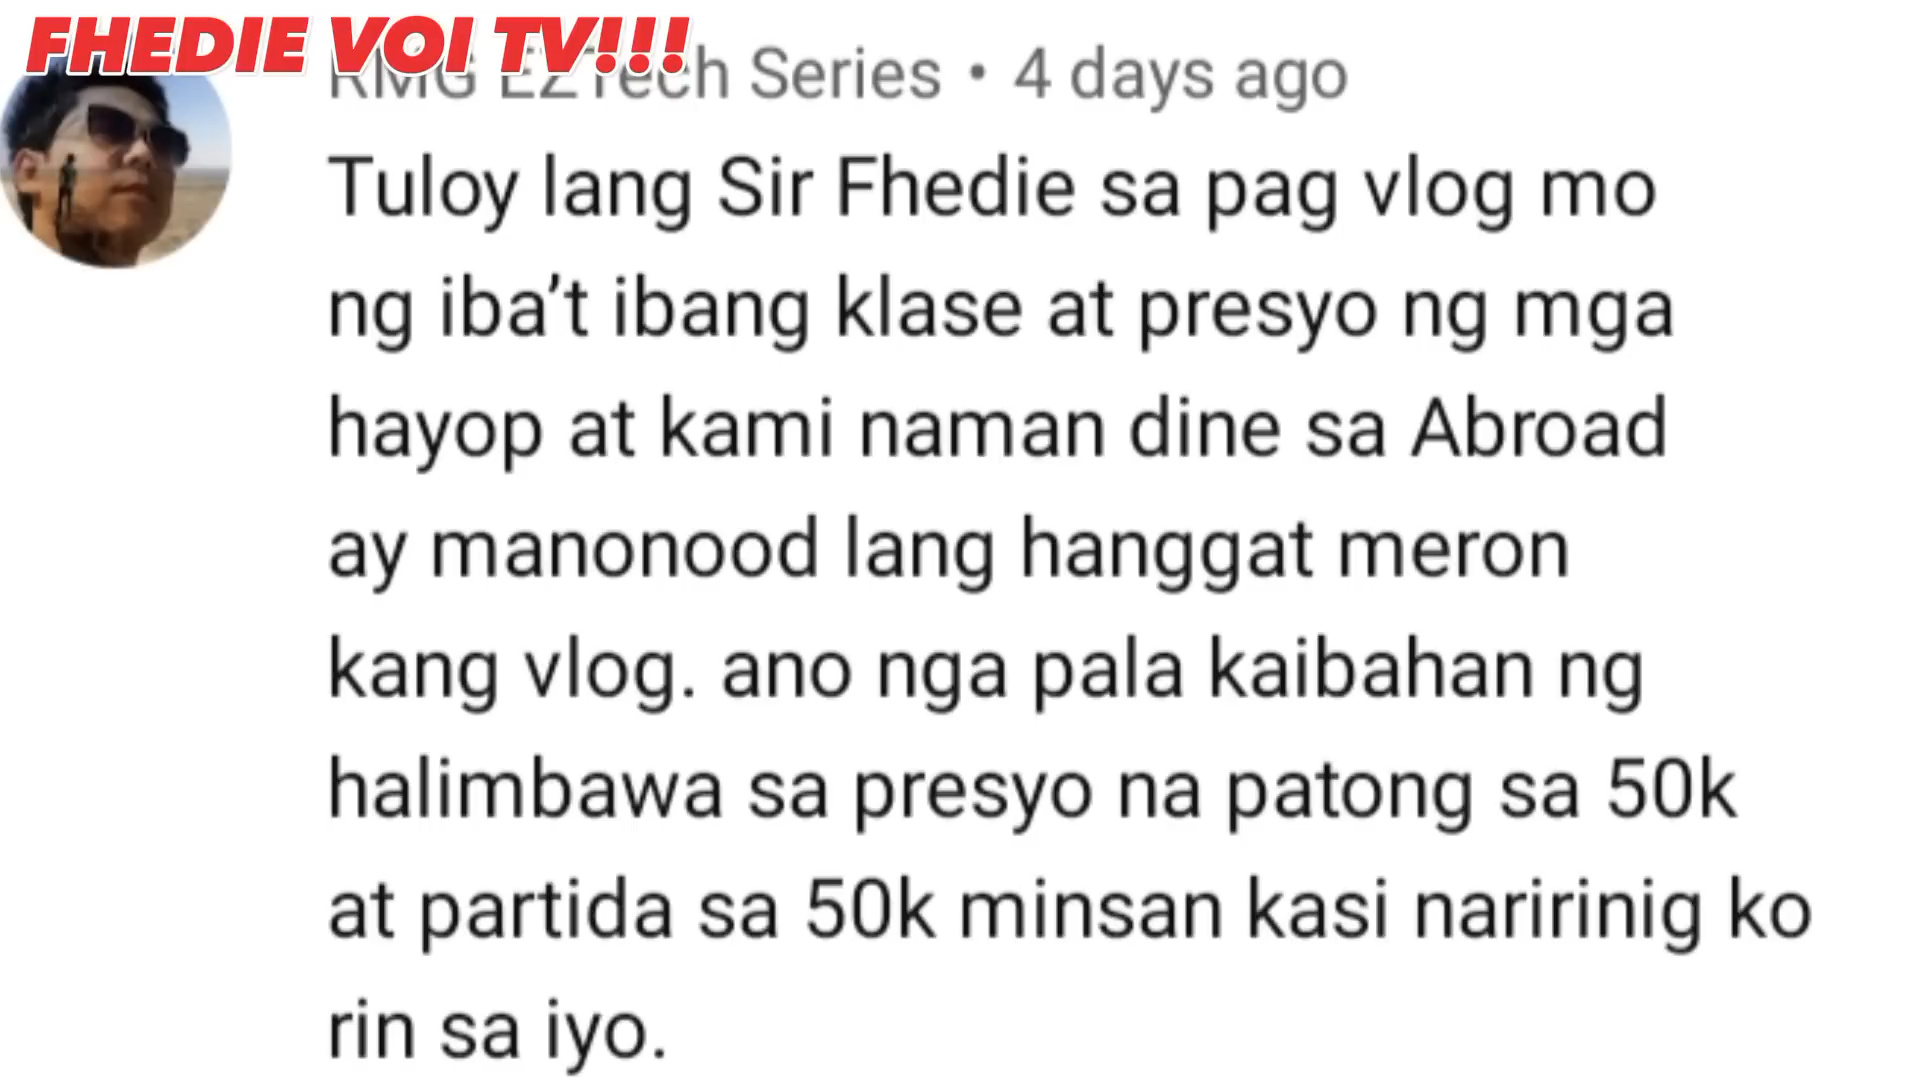 FHEDIE VOI TV!!!
RMG EZTech Series • 4 days ago
Tuloy lang Sir Fhedie sa pag vlog mo
ng iba’t ibang klase at presyo ng mga
hayop at kami naman dine sa Abroad
ay manonood lang hanggat meron
kang vlog. ano nga pala kaibahan ng
halimbawa sa presyo na patong sa 50k
at partida sa 50k minsan kasi naririnig ko
rin sa iyo.